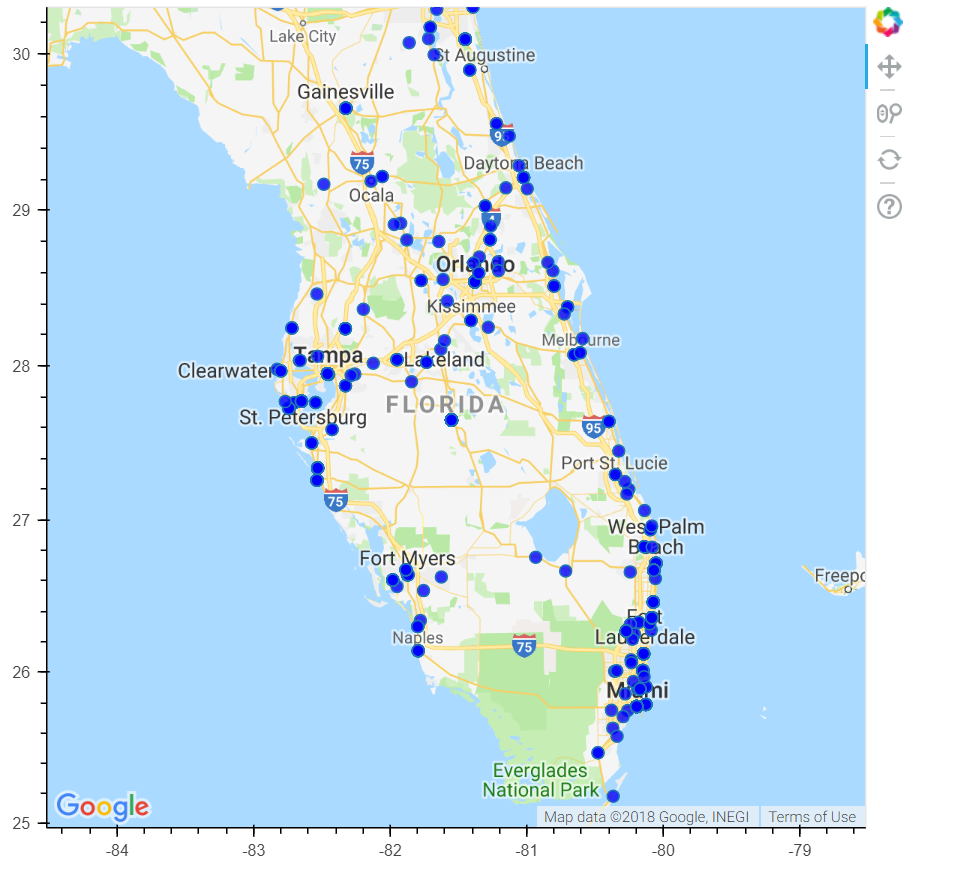 30
29
28
27
26
25
-84
-83
-82
-81
-80
-79
Lake City
St Augustine
Gainesville
95
75
Daytona Beach
Ocala
4
Orlando
Kissimmee
Melbourne
Tampa
Clearwater
Lakeland
FLORIDA
St. Petersburg
95
Port St. Lucie
75
West Palm
Beach
Fort Myers
Freepo
Fort
Lauderdale
Naples
75
Miami
Everglades
National Park
Google
Map data ©2018 Google, INEGI
Terms of Use